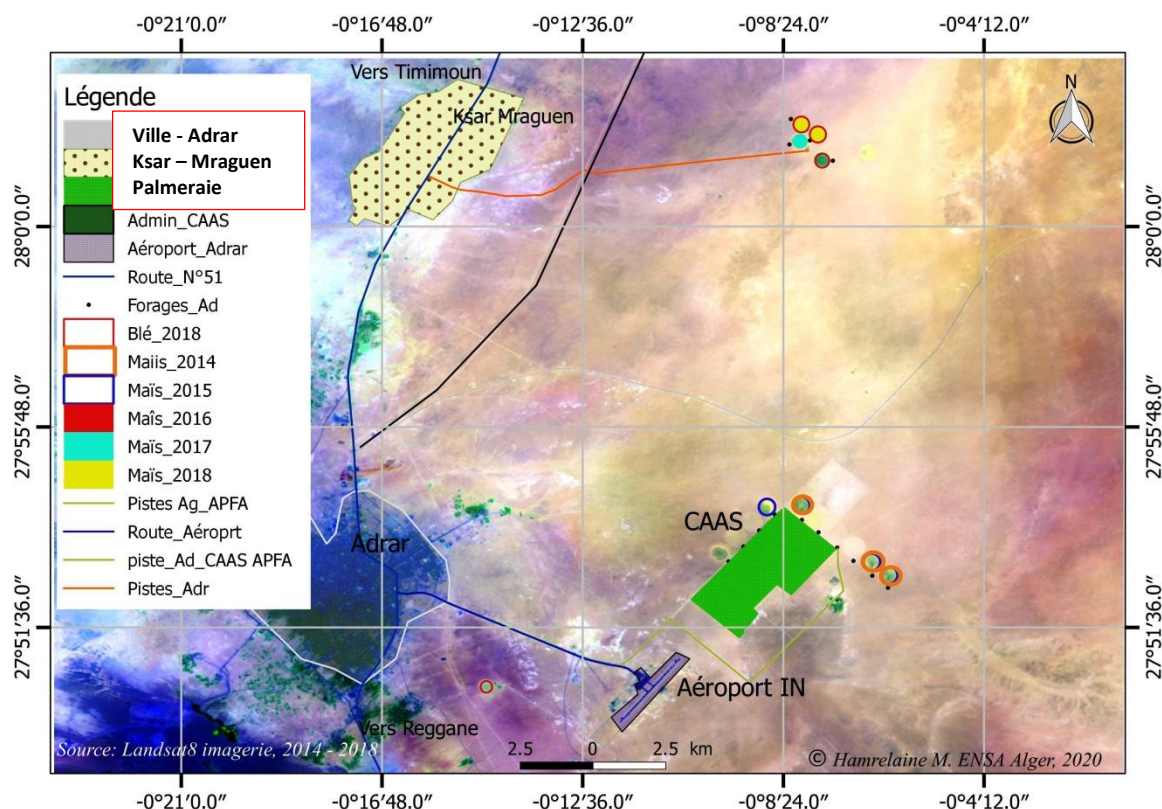 -0°21′0.0″
-0°16′48.0″
-0°12′36.0″
-0°8′24.0″
-0°4′12.0″
Vers Timimoun
Ksar Mraguen
N
Légende
Ville - Adrar
Ksar – Mraguen
Palmeraie
Admin_CAAS
Aéroport_Adrar
Route_N°51
Forages_Ad
Blé_2018
Maiis_2014
Maïs_2015
Maîs_2016
Maïs_2017
Maïs_2018
Pistes Ag_APFA
Route_Aéroprt
piste_Ad_CAAS APFA
Pistes_Adr
28°0′0.0″
28°0′0.0″
27°55′48.0″
27°55′48.0″
27°51′36.0″
27°51′36.0″
CAAS
Adrar
Aéroport IN
Vers Reggane
Source: Landsat8 imagerie, 2014 - 2018
2.5 0 2.5 km
© Hamrelaine M. ENSA Alger, 2020
-0°21′0.0″
-0°16′48.0″
-0°12′36.0″
-0°8′24.0″
-0°4′12.0″